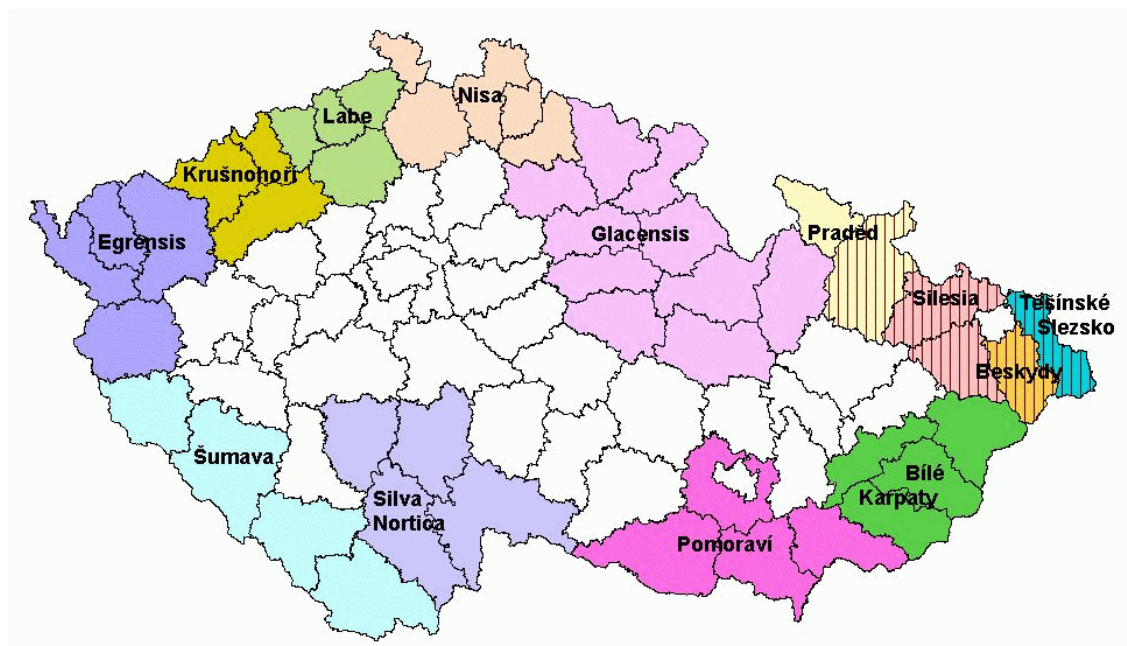 Nisa
Labe
Krušnohoří
Egrensis
Glacensis
Praděd
Silesia
Těšínské
Slezsko
Beskydy
Šumava
Silva
Nortica
Bílé
Karpaty
Pomoraví